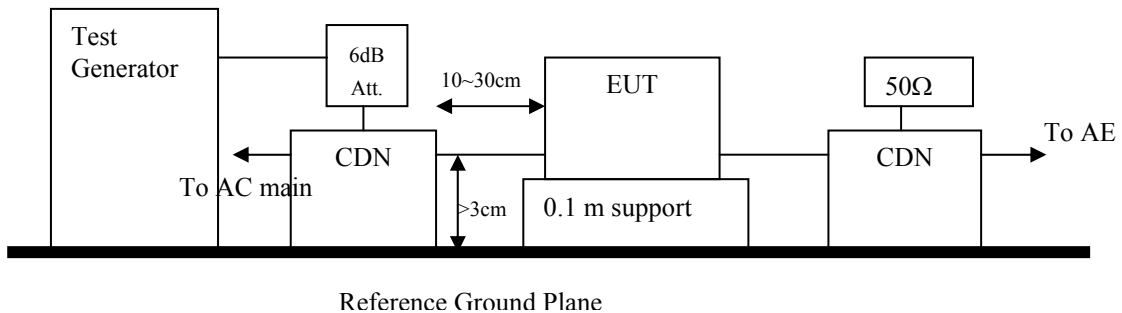 Test
Generator
6dB
Att.
10~30cm
EUT
50Ω
To AE
CDN
CDN
To AC main
>3cm
0.1 m support
Reference Ground Plane